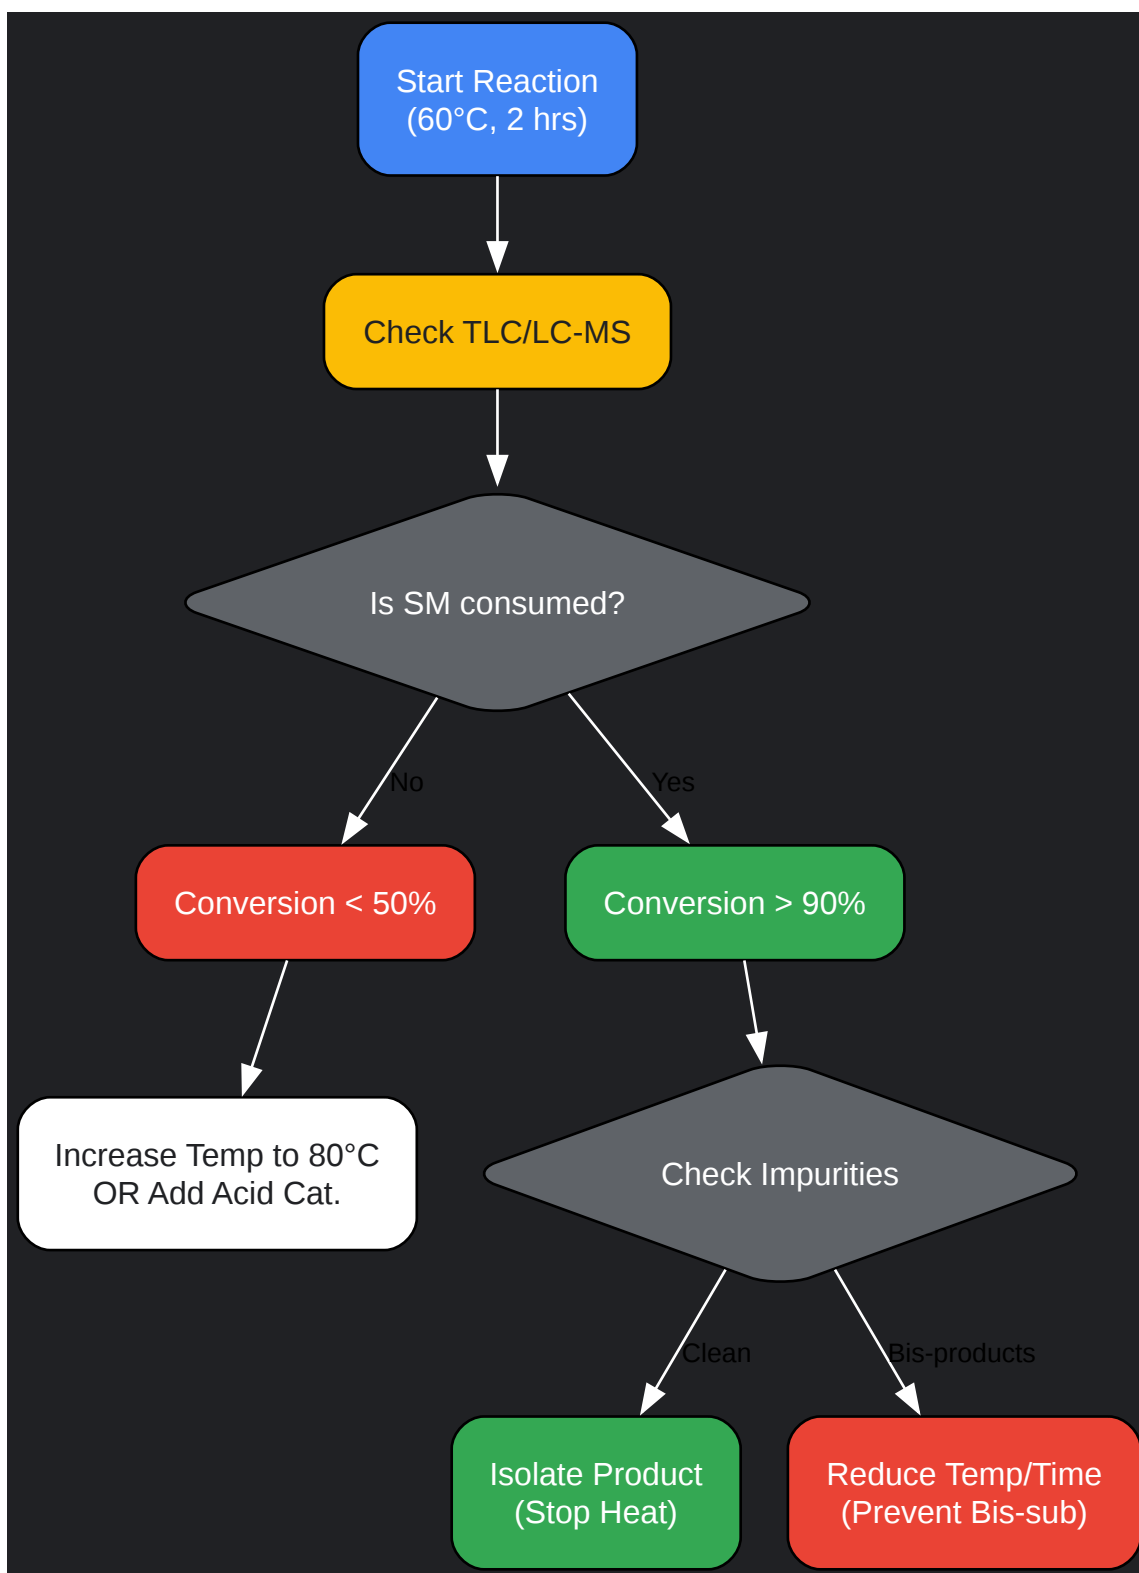 Start Reaction
(60°C, 2 hrs)
Check TLC/LC-MS
Is SM consumed?
No
Yes
Conversion < 50%
Conversion > 90%
Increase Temp to 80°C
OR Add Acid Cat.
Check Impurities
Clean
Bis-products
Isolate Product
(Stop Heat)
Reduce Temp/Time
(Prevent Bis-sub)